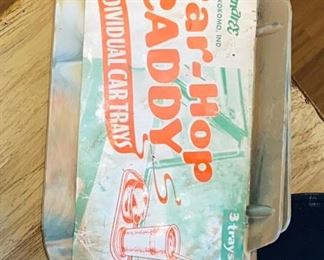 KOKOMO, IND
Car-Hop
CADDY
INDIVIDUAL CAR TRAYS
3 trays